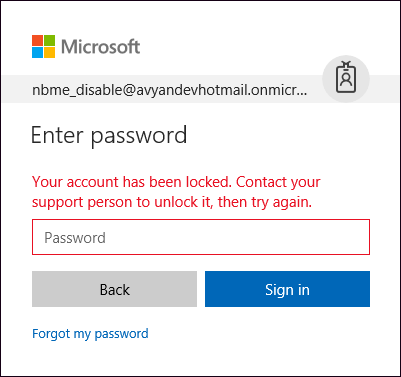 Microsoft
nbme_disable@avyandevhotmail.onmicr...
Enter password
Your account has been locked. Contact your
support person to unlock it, then try again.
Password
Back
Sign in
Forgot my password